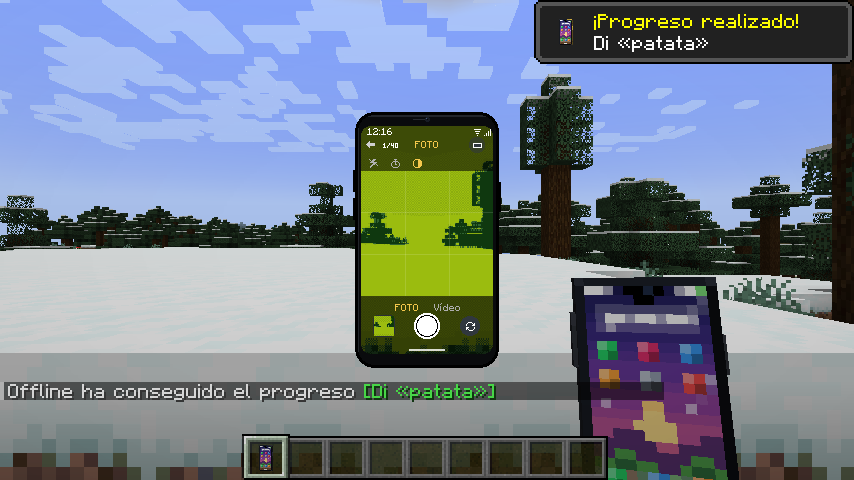 ¡Progreso realizado!
Di «patata»
12:16
1/40 FOTO
FOTO Vídeo
Offline ha conseguido el progreso [Di «patata»]